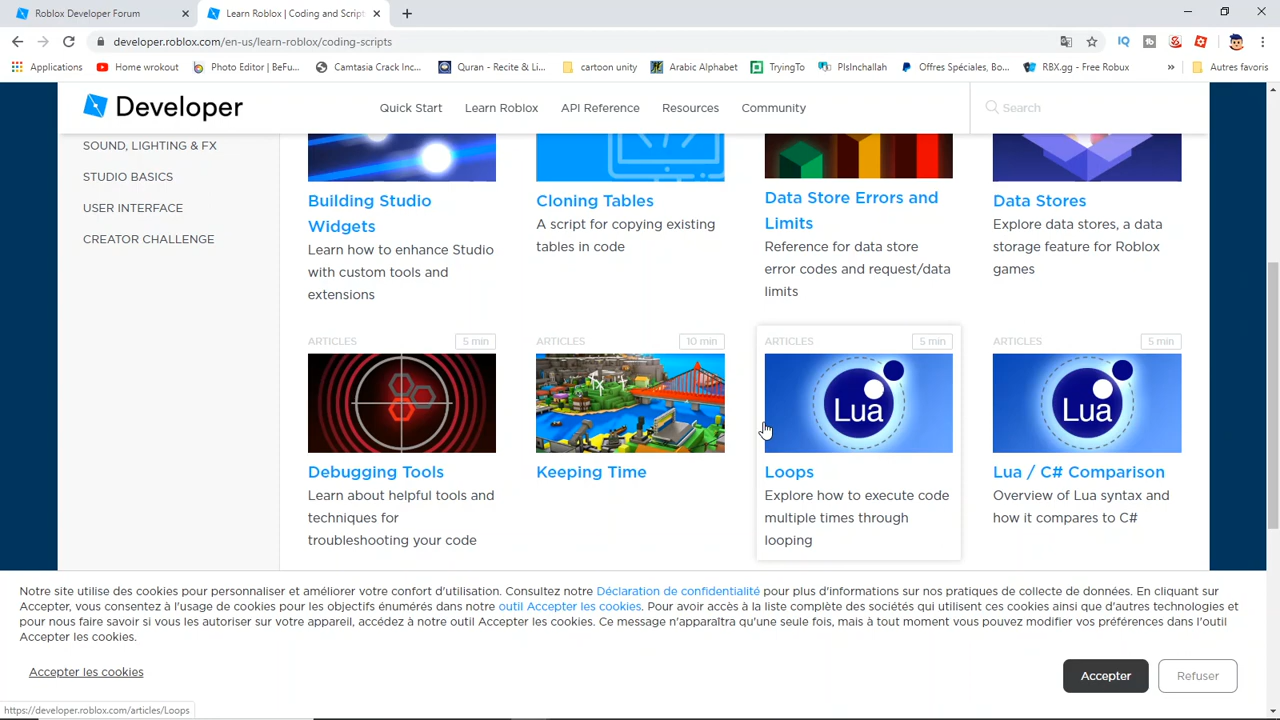 Roblox Developer Forum
Learn Roblox | Coding and Script
developer.roblox.com/en-us/learn-roblox/coding-scripts
Applications
Home wrokout
Photo Editor | BeFu...
Camtasia Crack Inc...
Quran - Recite & Li...
cartoon unity
Arabic Alphabet
TryingTo
PlsInchallah
Offres Spéciales, Bo...
RBX.gg - Free Robux
Autres favoris
Developer
Quick Start
Learn Roblox
API Reference
Resources
Community
Search
SOUND, LIGHTING & FX
STUDIO BASICS
USER INTERFACE
CREATOR CHALLENGE
Building Studio
Widgets
Learn how to enhance Studio
with custom tools and
extensions
Cloning Tables
A script for copying existing
tables in code
Data Store Errors and
Limits
Reference for data store
error codes and request/data
limits
Data Stores
Explore data stores, a data
storage feature for Roblox
games
ARTICLES
5 min
Debugging Tools
Learn about helpful tools and
techniques for
troubleshooting your code
ARTICLES
10 min
Keeping Time
ARTICLES
5 min
Lua
Loops
Explore how to execute code
multiple times through
looping
ARTICLES
5 min
Lua
Lua / C# Comparison
Overview of Lua syntax and
how it compares to C#
Notre site utilise des cookies pour personnaliser et améliorer votre confort d'utilisation. Consultez notre Déclaration de confidentialité pour plus d'informations sur nos pratiques de collecte de données. En cliquant sur
Accepter, vous consentez à l'usage de cookies pour les objectifs énumérés dans notre outil Accepter les cookies. Pour avoir accès à la liste complète des sociétés qui utilisent ces cookies ainsi que d'autres technologies et
pour nous faire savoir si vous les autoriser sur votre appareil, accédez à notre outil Accepter les cookies. Ce message n'apparaîtra qu'une seule fois, mais à tout moment vous pouvez modifier vos préférences dans l'outil
Accepter les cookies.
Accepter les cookies
Accepter
Refuser
https://developer.roblox.com/articles/Loops